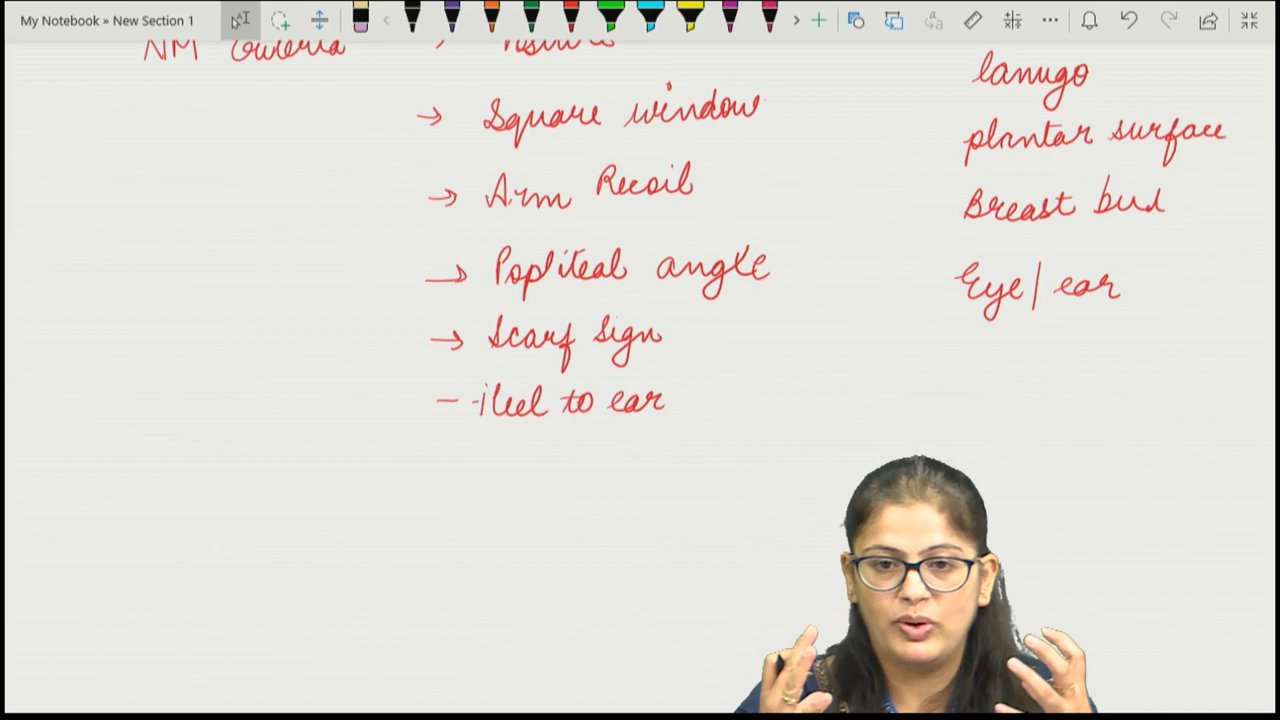 My Notebook » New Section 1
NM Criteria
→ Posture
→ Square window
→ Arm Recoil
→ Popliteal angle
→ Scarf Sign
- Heel to ear
lanugo
plantar surface
Breast bud
Eye/ear